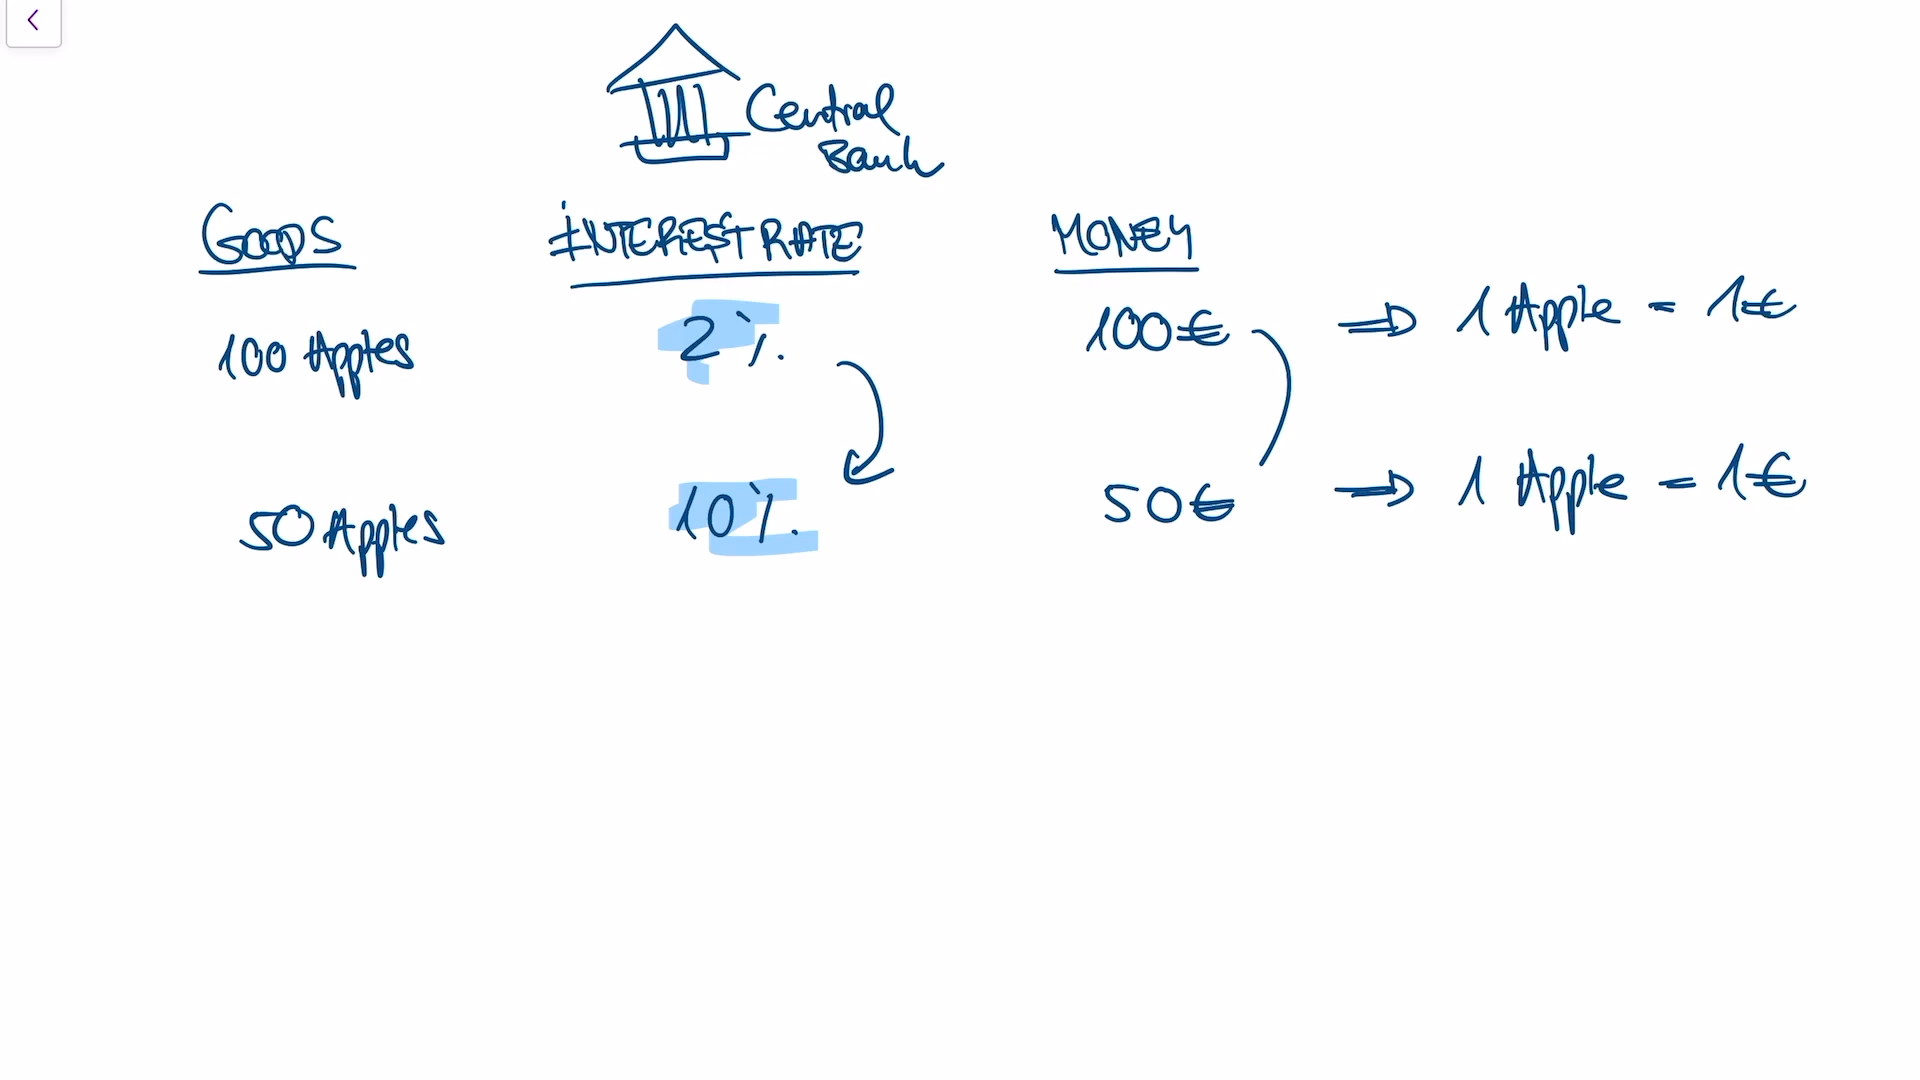 Central
Bank
GOODS INTEREST RATE MONEY
100 Apples 2% 100€ ⇒ 1 Apple = 1€
50 Apples 10% 50€ ⇒ 1 Apple = 1€